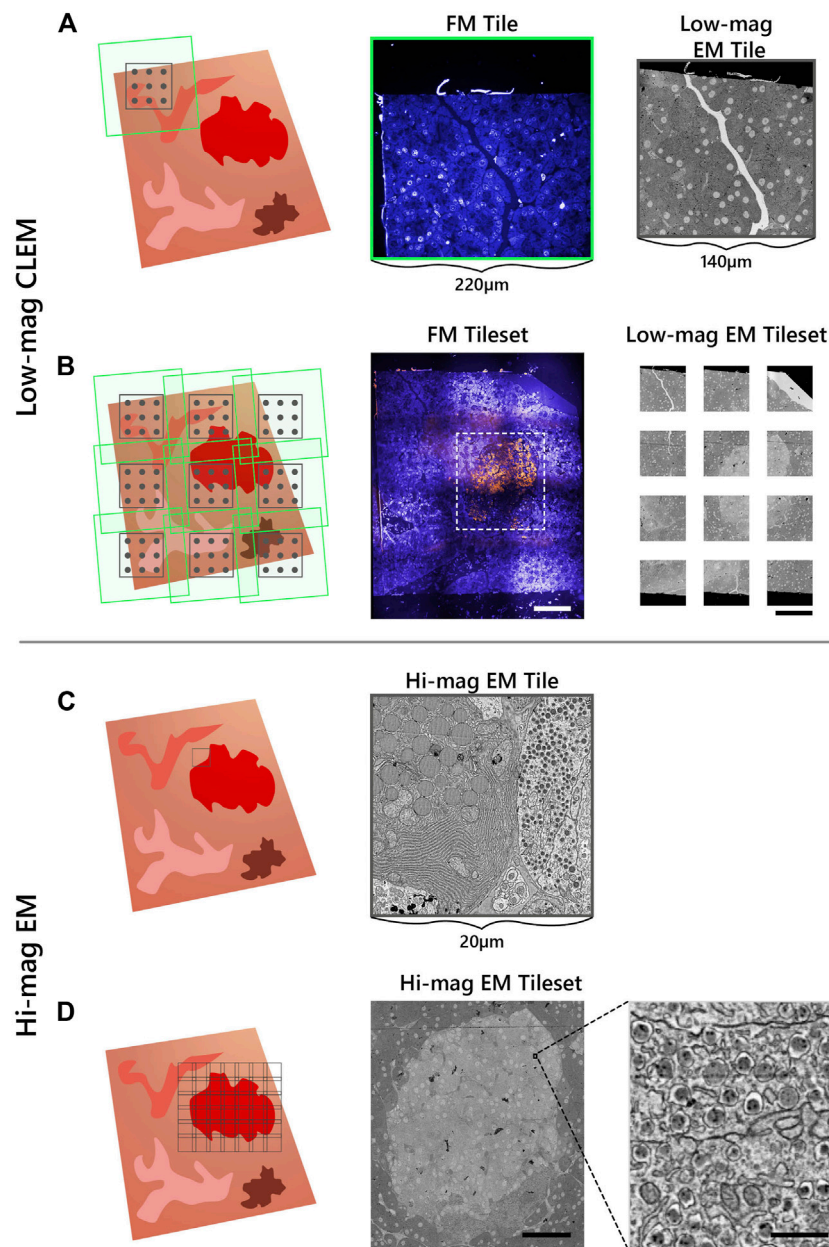 A
FM Tile
Low-mag
EM Tile
220µm
140µm
Low-mag CLEM
B
FM Tileset
Low-mag EM Tileset
C
Hi-mag EM Tile
20µm
Hi-mag EM
D
Hi-mag EM Tileset